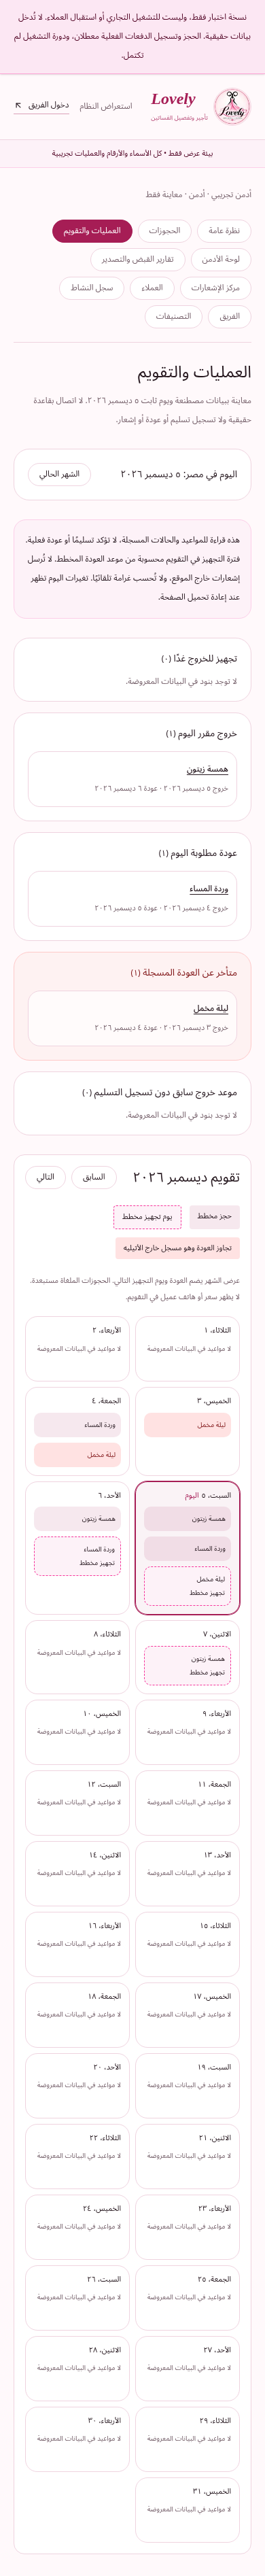 نسخة اختبار فقط، وليست للتشغيل التجاري أو استقبال العملاء. لا تُدخل
بيانات حقيقية. الحجز وتسجيل الدفعات الفعلية معطلان، ودورة التشغيل لم
تكتمل.
Lovely
تأجير وتفصيل الفساتين
استعراض النظام
دخول الفريق
بيئة عرض فقط • كل الأسماء والأرقام والعمليات تجريبية
أدمن تجريبي · أدمن · معاينة فقط
نظرة عامة
الحجوزات
العمليات والتقويم
لوحة الأدمن
تقارير القبض والتصدير
مركز الإشعارات
العملاء
سجل النشاط
الفريق
التصنيفات
العمليات والتقويم
معاينة ببيانات مصطنعة ويوم ثابت ٥ ديسمبر ٢٠٢٦. لا اتصال بقاعدة
حقيقية ولا تسجيل تسليم أو عودة أو إشعار.
اليوم في مصر: ٥ ديسمبر ٢٠٢٦
الشهر الحالي
هذه قراءة للمواعيد والحالات المسجلة، لا تؤكد تسليمًا أو عودة فعلية.
فترة التجهيز في التقويم محسوبة من موعد العودة المخطط. لا تُرسل
إشعارات خارج الموقع، ولا تُحسب غرامة تلقائيًا. تغيرات اليوم تظهر
عند إعادة تحميل الصفحة.
تجهيز للخروج غدًا (٠)
لا توجد بنود في البيانات المعروضة.
خروج مقرر اليوم (١)
همسة زيتون
خروج ٥ ديسمبر ٢٠٢٦ · عودة ٦ ديسمبر ٢٠٢٦
عودة مطلوبة اليوم (١)
وردة المساء
خروج ٤ ديسمبر ٢٠٢٦ · عودة ٥ ديسمبر ٢٠٢٦
متأخر عن العودة المسجلة (١)
ليلة مخمل
خروج ٣ ديسمبر ٢٠٢٦ · عودة ٤ ديسمبر ٢٠٢٦
موعد خروج سابق دون تسجيل التسليم (٠)
لا توجد بنود في البيانات المعروضة.
تقويم ديسمبر ٢٠٢٦
السابق
التالي
حجز مخطط
يوم تجهيز مخطط
تجاوز العودة وهو مسجل خارج الأتيليه
عرض الشهر يضم العودة ويوم التجهيز التالي. الحجوزات الملغاة مستبعدة.
لا يظهر سعر أو هاتف عميل في التقويم.
الثلاثاء، ١
لا مواعيد في البيانات المعروضة
الأربعاء، ٢
لا مواعيد في البيانات المعروضة
الخميس، ٣
ليلة مخمل
الجمعة، ٤
وردة المساء
ليلة مخمل
السبت، ٥ اليوم
همسة زيتون
وردة المساء
ليلة مخمل
تجهيز مخطط
الأحد، ٦
همسة زيتون
وردة المساء
تجهيز مخطط
الاثنين، ٧
همسة زيتون
تجهيز مخطط
الثلاثاء، ٨
لا مواعيد في البيانات المعروضة
الأربعاء، ٩
لا مواعيد في البيانات المعروضة
الخميس، ١٠
لا مواعيد في البيانات المعروضة
الجمعة، ١١
لا مواعيد في البيانات المعروضة
السبت، ١٢
لا مواعيد في البيانات المعروضة
الأحد، ١٣
لا مواعيد في البيانات المعروضة
الاثنين، ١٤
لا مواعيد في البيانات المعروضة
الثلاثاء، ١٥
لا مواعيد في البيانات المعروضة
الأربعاء، ١٦
لا مواعيد في البيانات المعروضة
الخميس، ١٧
لا مواعيد في البيانات المعروضة
الجمعة، ١٨
لا مواعيد في البيانات المعروضة
السبت، ١٩
لا مواعيد في البيانات المعروضة
الأحد، ٢٠
لا مواعيد في البيانات المعروضة
الاثنين، ٢١
لا مواعيد في البيانات المعروضة
الثلاثاء، ٢٢
لا مواعيد في البيانات المعروضة
الأربعاء، ٢٣
لا مواعيد في البيانات المعروضة
الخميس، ٢٤
لا مواعيد في البيانات المعروضة
الجمعة، ٢٥
لا مواعيد في البيانات المعروضة
السبت، ٢٦
لا مواعيد في البيانات المعروضة
الأحد، ٢٧
لا مواعيد في البيانات المعروضة
الاثنين، ٢٨
لا مواعيد في البيانات المعروضة
الثلاثاء، ٢٩
لا مواعيد في البيانات المعروضة
الأربعاء، ٣٠
لا مواعيد في البيانات المعروضة
الخميس، ٣١
لا مواعيد في البيانات المعروضة